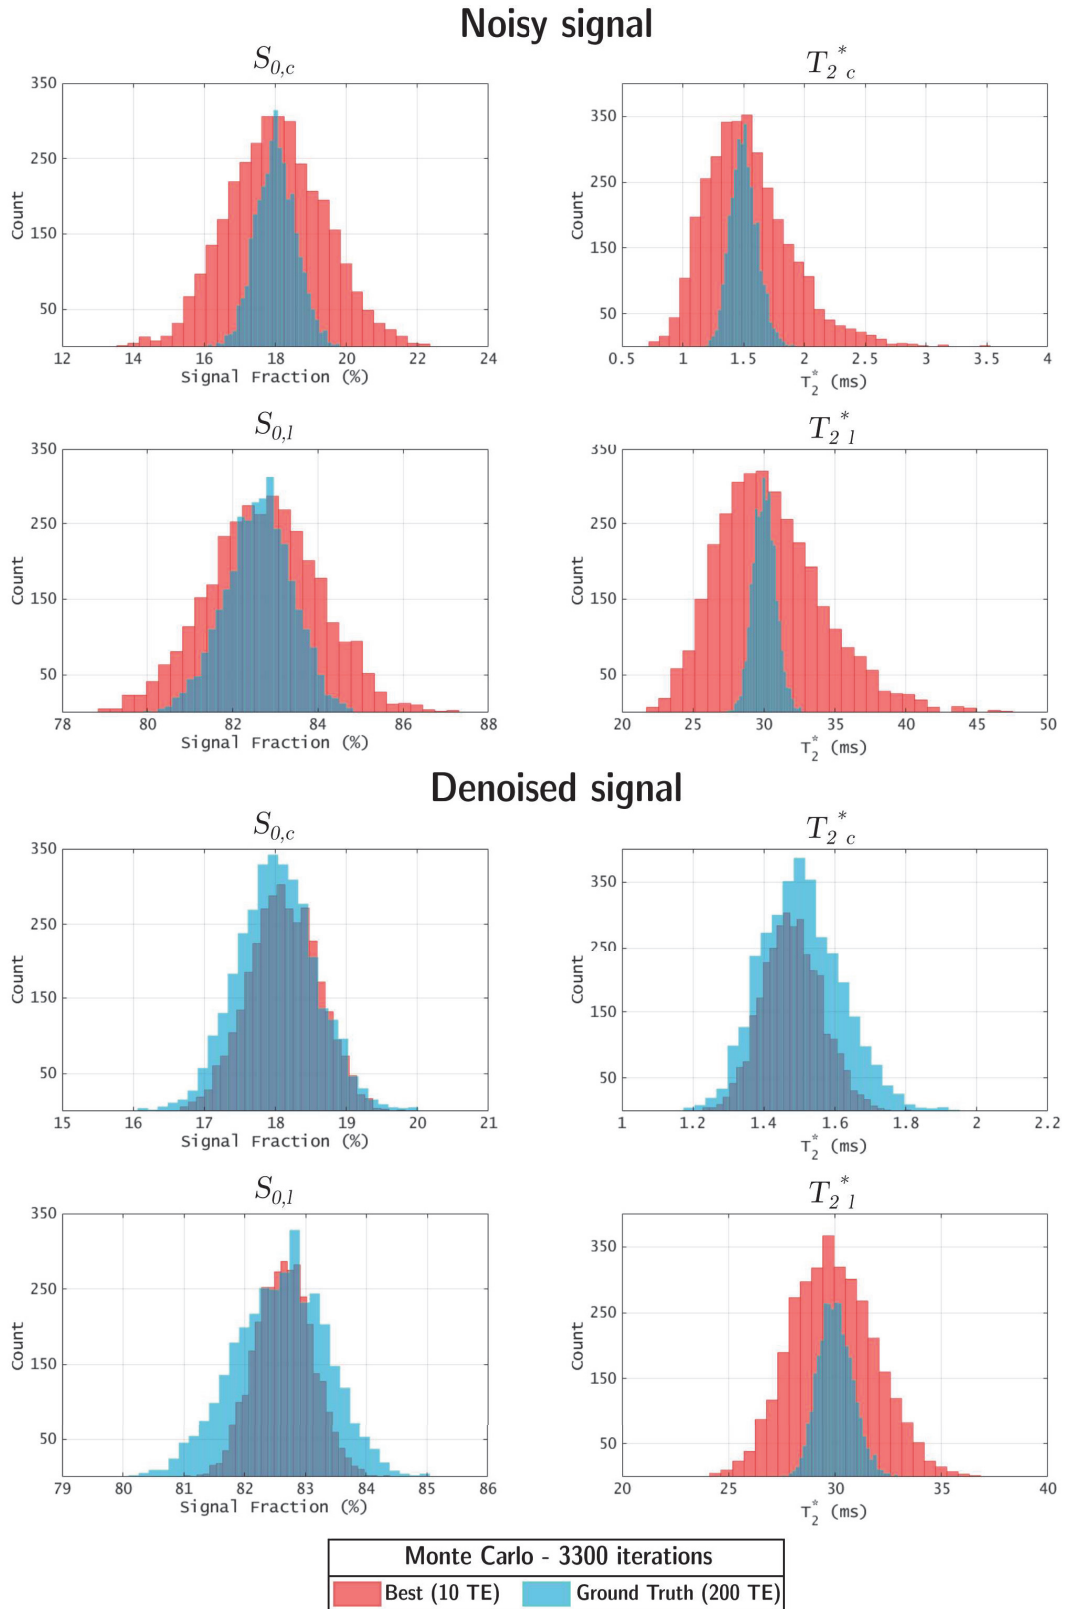 Noisy signal
S0,c
350
250
150
50
Count
12 14 16 18 20 22 24
Signal Fraction (%)
T2 c*
350
250
150
50
Count
0.5 1 1.5 2 2.5 3 3.5 4
T2* (ms)
S0,l
350
250
150
50
Count
78 80 82 84 86 88
Signal Fraction (%)
T2 l*
350
250
150
50
Count
20 25 30 35 40 45 50
T2* (ms)
Denoised signal
S0,c
350
250
150
50
Count
15 16 17 18 19 20 21
Signal Fraction (%)
T2 c*
350
250
150
50
Count
1 1.2 1.4 1.6 1.8 2 2.2
T2* (ms)
S0,l
350
250
150
50
Count
79 80 81 82 83 84 85 86
Signal Fraction (%)
T2 l*
350
250
150
50
Count
20 25 30 35 40
T2* (ms)
Monte Carlo - 3300 iterations
Best (10 TE) Ground Truth (200 TE)